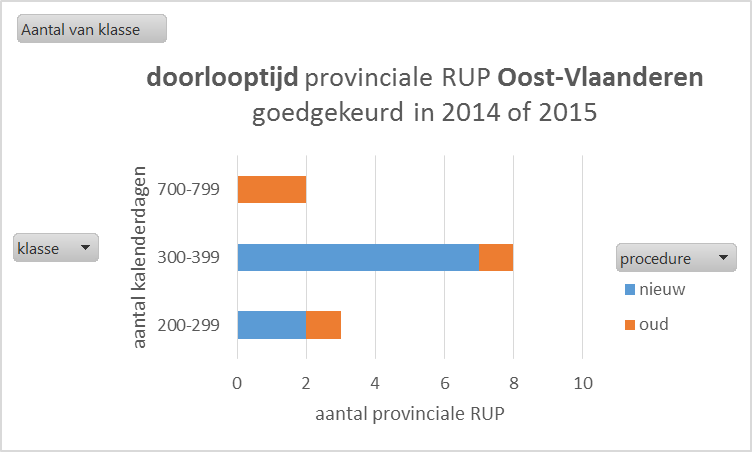 Aantal van klasse
doorlooptijd provinciale RUP Oost-Vlaanderen
goedgekeurd in 2014 of 2015
aantal kalenderdagen
700-799
300-399
200-299
klasse
procedure
nieuw
oud
0 2 4 6 8 10
aantal provinciale RUP